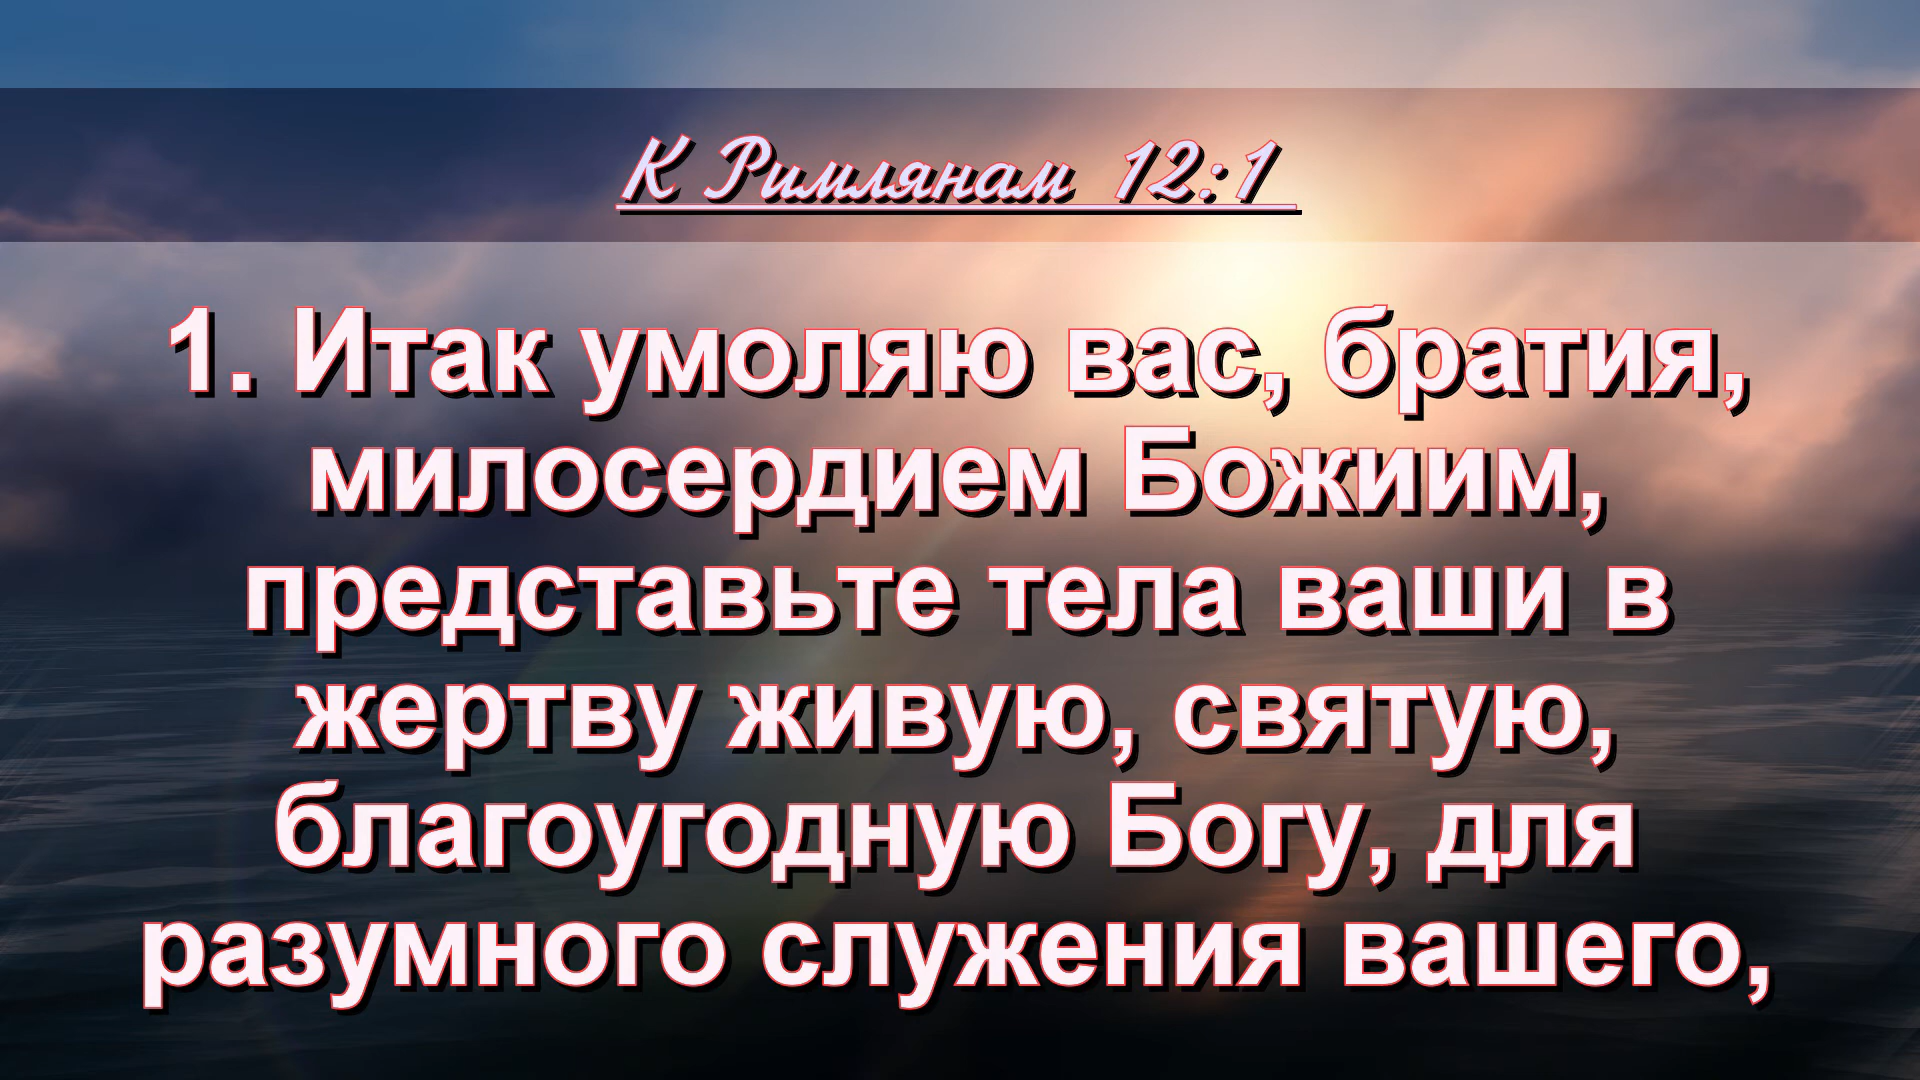 К Римлянам 12:1
1. Итак умоляю вас, братия,
милосердием Божиим,
представьте тела ваши в
жертву живую, святую,
благоугодную Богу, для
разумного служения вашего,